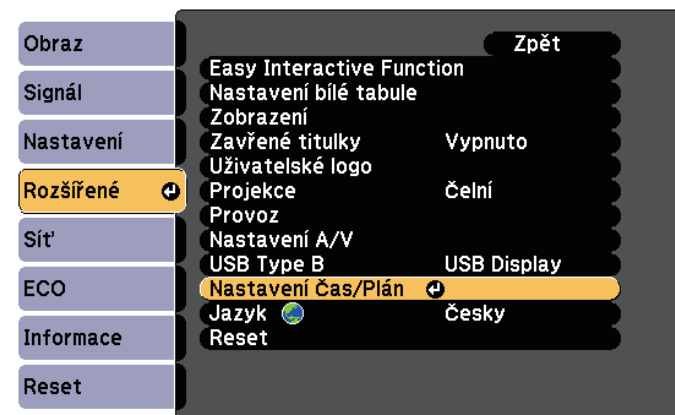 Obraz
Signál
Nastavení
Rozšířené
Síť
ECO
Informace
Reset
Zpět
Easy Interactive Function
Nastavení bílé tabule
Zobrazení
Zavřené titulky Vypnuto
Uživatelské logo
Projekce Čelní
Provoz
Nastavení A/V
USB Type B USB Display
Nastavení Čas/Plán
Jazyk Česky
Reset